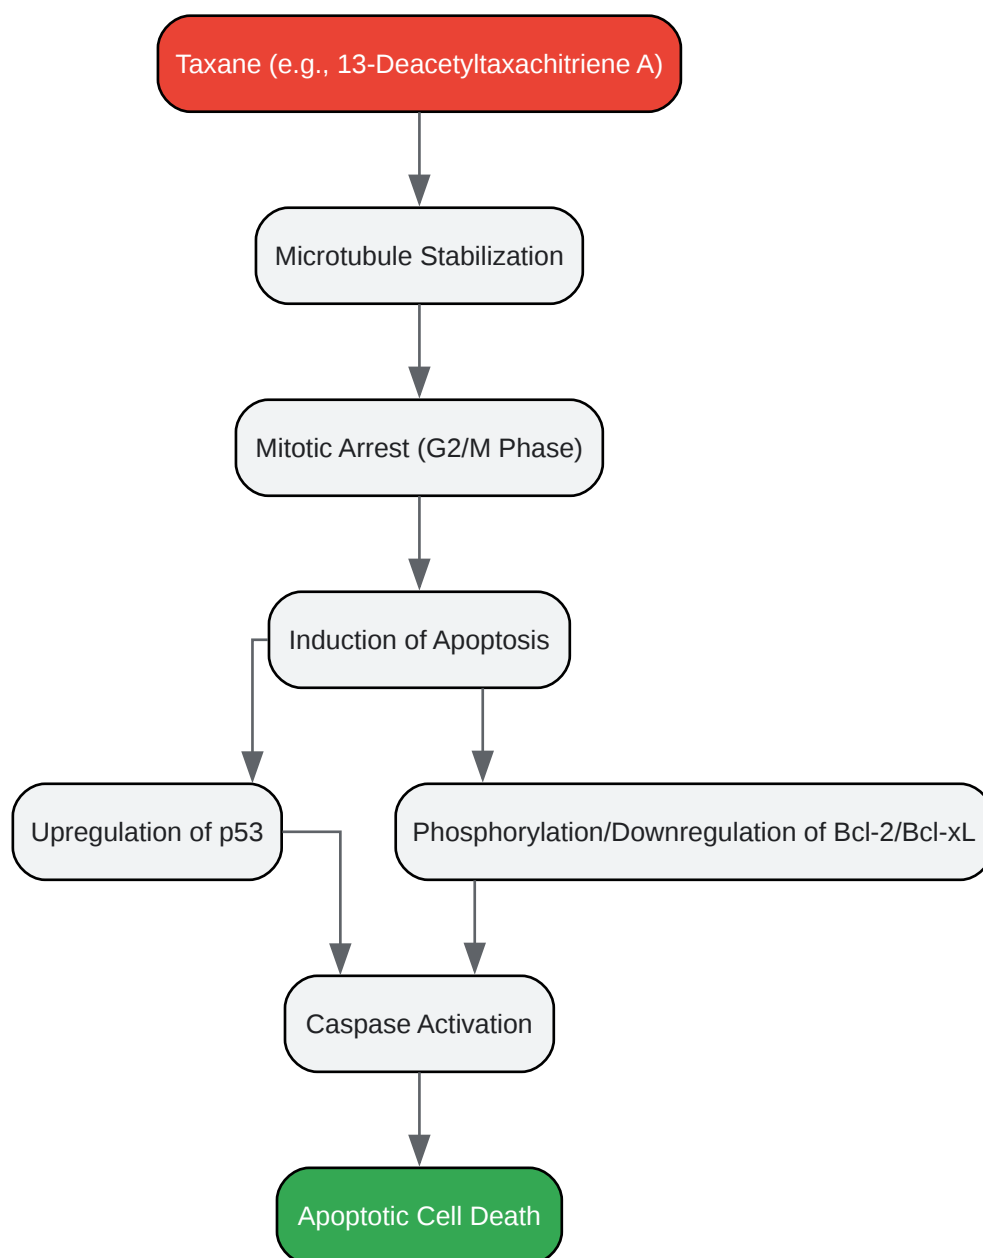 Taxane (e.g., 13-Deacetyltaxachitriene A)
Microtubule Stabilization
Mitotic Arrest (G2/M Phase)
Induction of Apoptosis
Upregulation of p53
Phosphorylation/Downregulation of Bcl-2/Bcl-xL
Caspase Activation
Apoptotic Cell Death